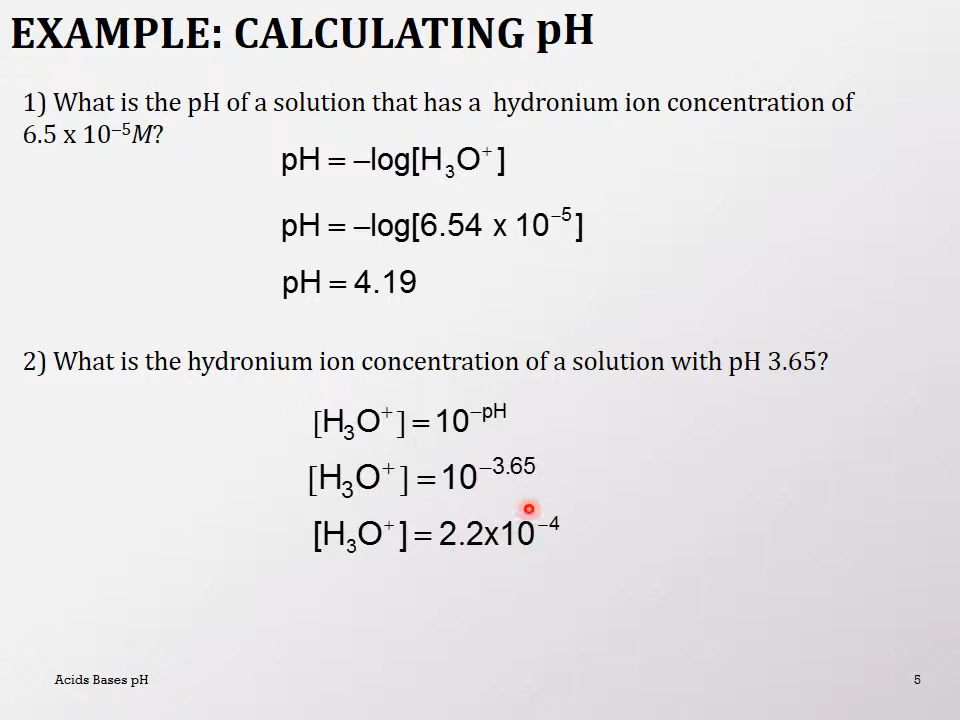 EXAMPLE: CALCULATING pH
1) What is the pH of a solution that has a hydronium ion concentration of
6.5 x 10⁻⁵M?
pH = –log[H₃O⁺]
pH = –log[6.54 x 10⁻⁵]
pH = 4.19
2) What is the hydronium ion concentration of a solution with pH 3.65?
[H₃O⁺] = 10^−pH
[H₃O⁺] = 10^−3.65
[H₃O⁺] = 2.2x10⁻⁴
Acids Bases pH 5